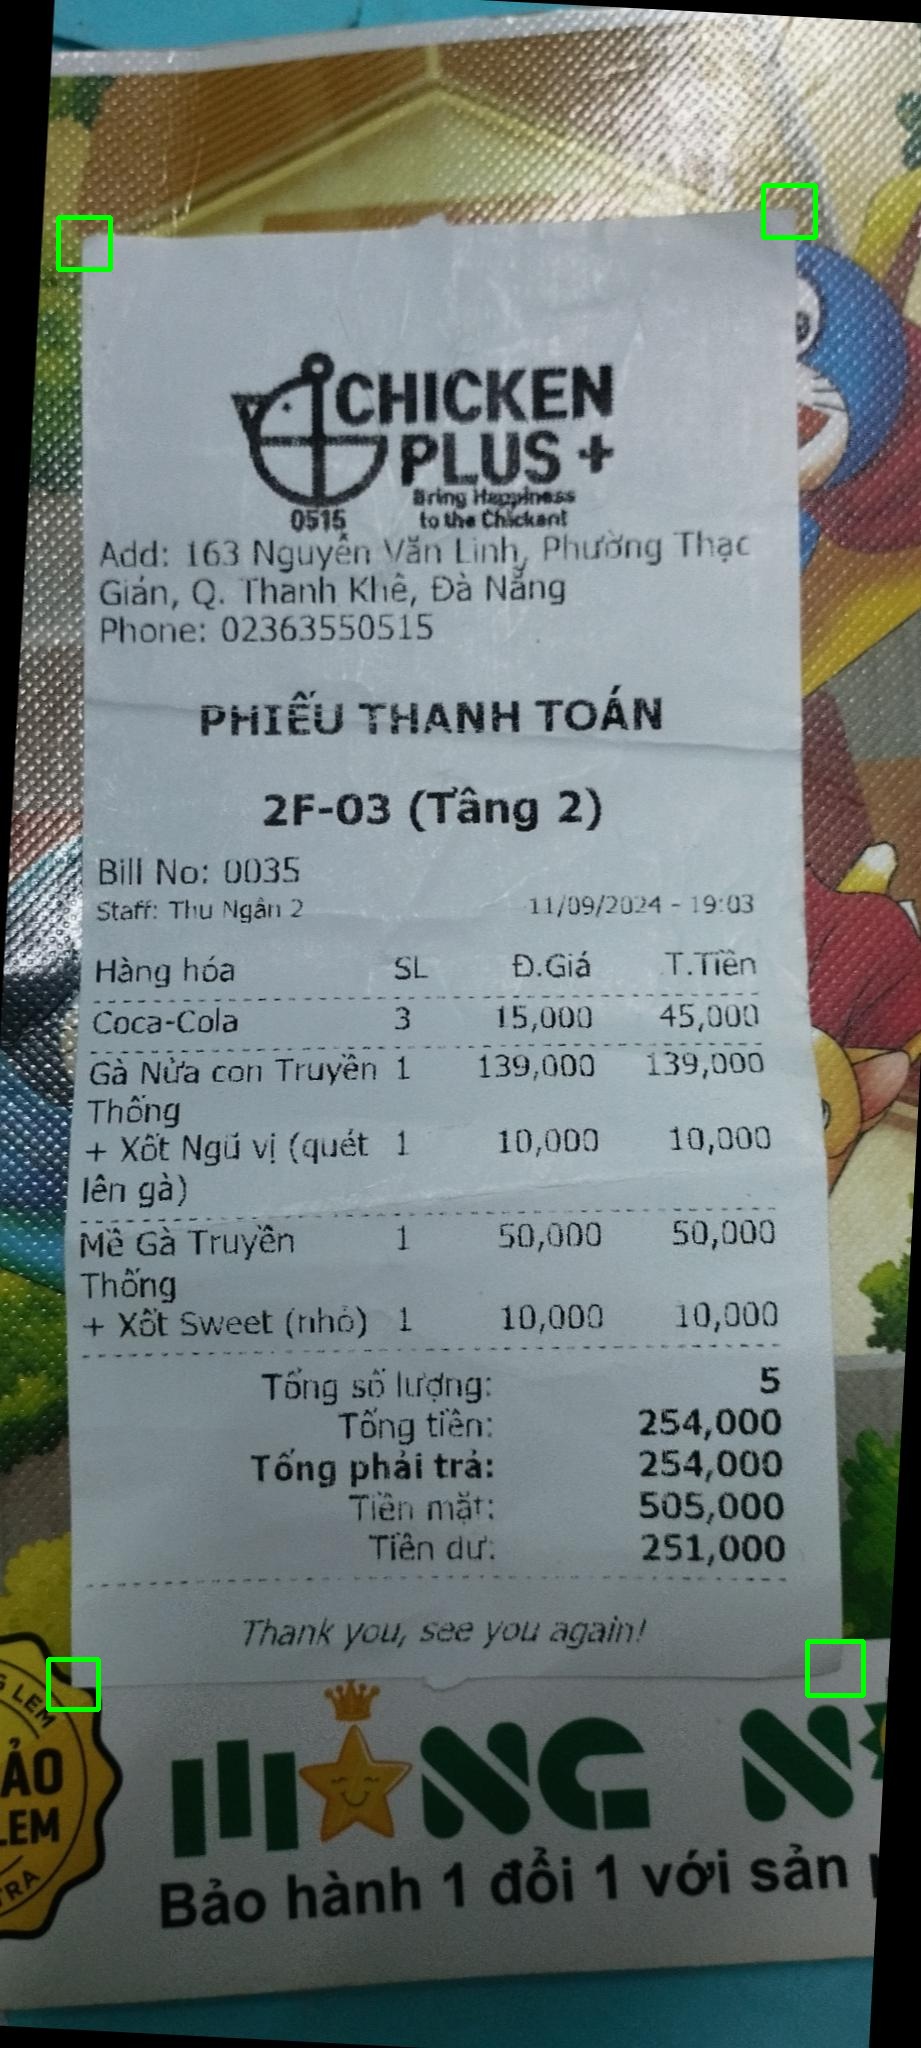 CHICKEN
PLUS +
Bring Happiness
to the Chickent
0515
Add: 163 Nguyễn Văn Linh, Phường Thạc
Gián, Q. Thanh Khê, Đà Nẵng
Phone: 02363550515
PHIẾU THANH TOÁN
2F-03 (Tầng 2)
Bill No: 0035
Staff: Thu Ngân 2 11/09/2024 - 19:03
Hàng hóa SL Đ.Giá T.Tiền
Coca-Cola 3 15,000 45,000
Gà Nửa con Truyền 1 139,000 139,000
Thống
+ Xốt Ngũ vị (quét 1 10,000 10,000
lên gà)
Mề Gà Truyền 1 50,000 50,000
Thống
+ Xốt Sweet (nhỏ) 1 10,000 10,000
Tổng số lượng: 5
Tổng tiền: 254,000
Tổng phải trả: 254,000
Tiền mặt: 505,000
Tiền dư: 251,000
Thank you, see you again!
LEM
ẢO
LEM
TRA
Bảo hành 1 đổi 1 với sản